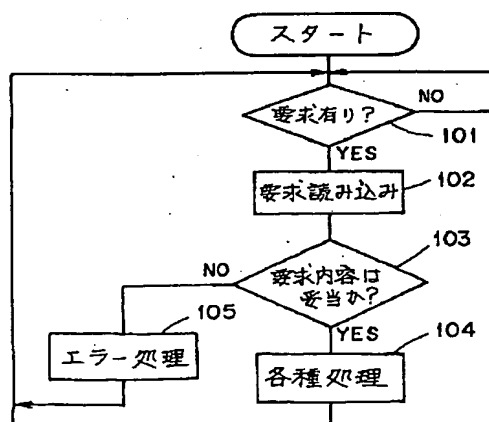 スタート
要求有り?
NO
101
YES
要求読み込み
102
103
要求内容は
妥当か?
NO
YES
105
エラー処理
104
各種処理